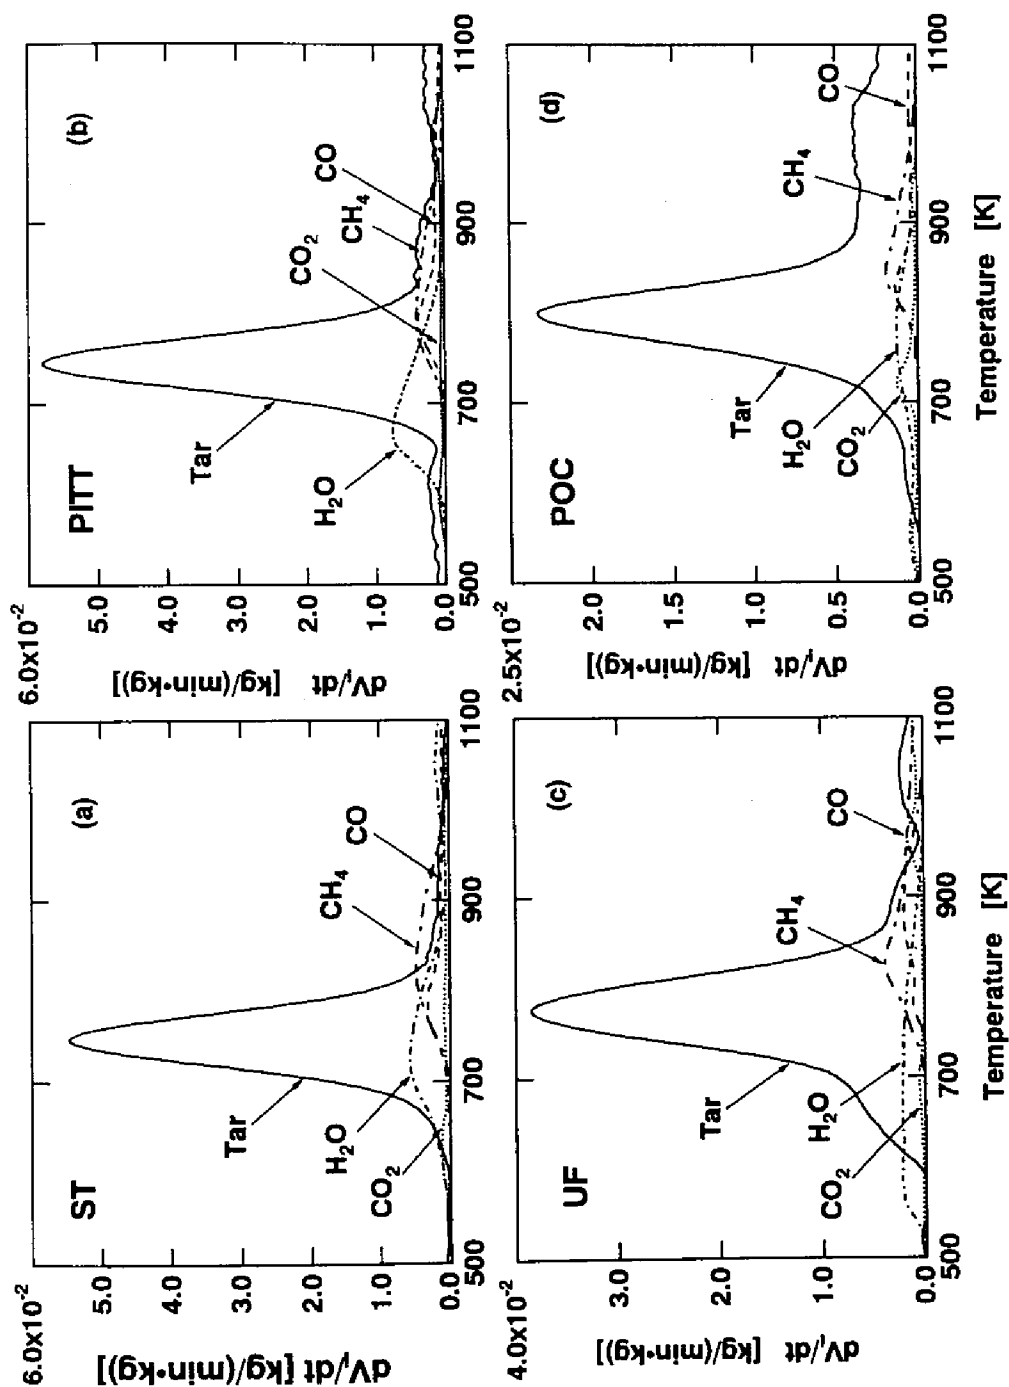 6.0x10-2
5.0
4.0
3.0
2.0
1.0
0.0
dVi/dt [kg/(min•kg)]
ST
(a)
Tar
H2O
CO2
CH4
CO
500
700
900
1100
6.0x10-2
5.0
4.0
3.0
2.0
1.0
0.0
dVi/dt [kg/(min•kg)]
PITT
(b)
Tar
H2O
CO2
CH4
CO
500
700
900
1100
4.0x10-2
3.0
2.0
1.0
0.0
dVi/dt [kg/(min•kg)]
UF
(c)
Tar
H2O
CO2
CH4
CO
500
700
900
1100
Temperature [K]
2.5x10-2
2.0
1.5
1.0
0.5
0.0
dVi/dt [kg/(min•kg)]
POC
(d)
Tar
H2O
CO2
CH4
CO
500
700
900
1100
Temperature [K]